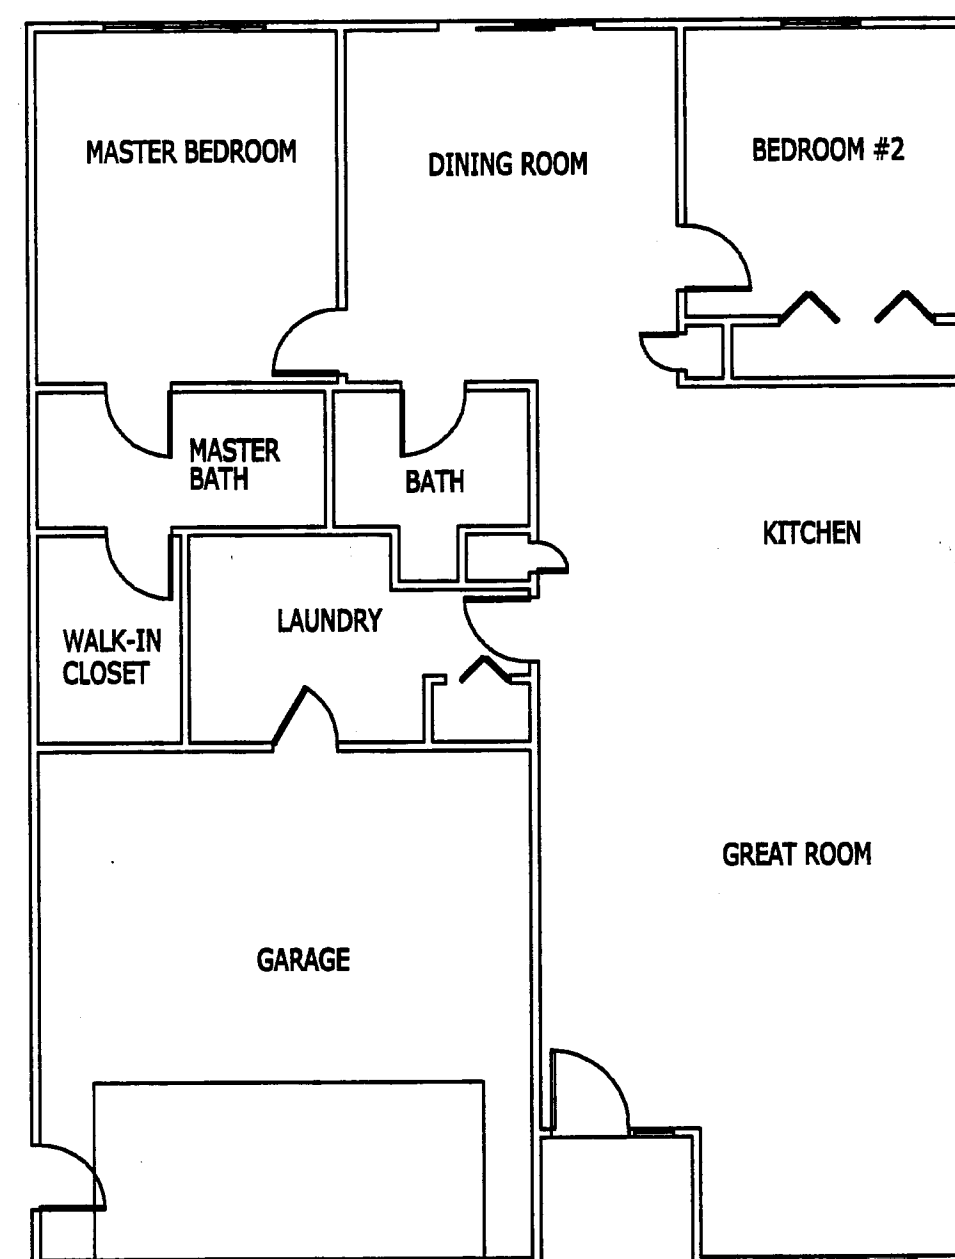 MASTER BEDROOM
DINING ROOM
BEDROOM #2
MASTER
BATH
BATH
KITCHEN
LAUNDRY
WALK-IN
CLOSET
GREAT ROOM
GARAGE